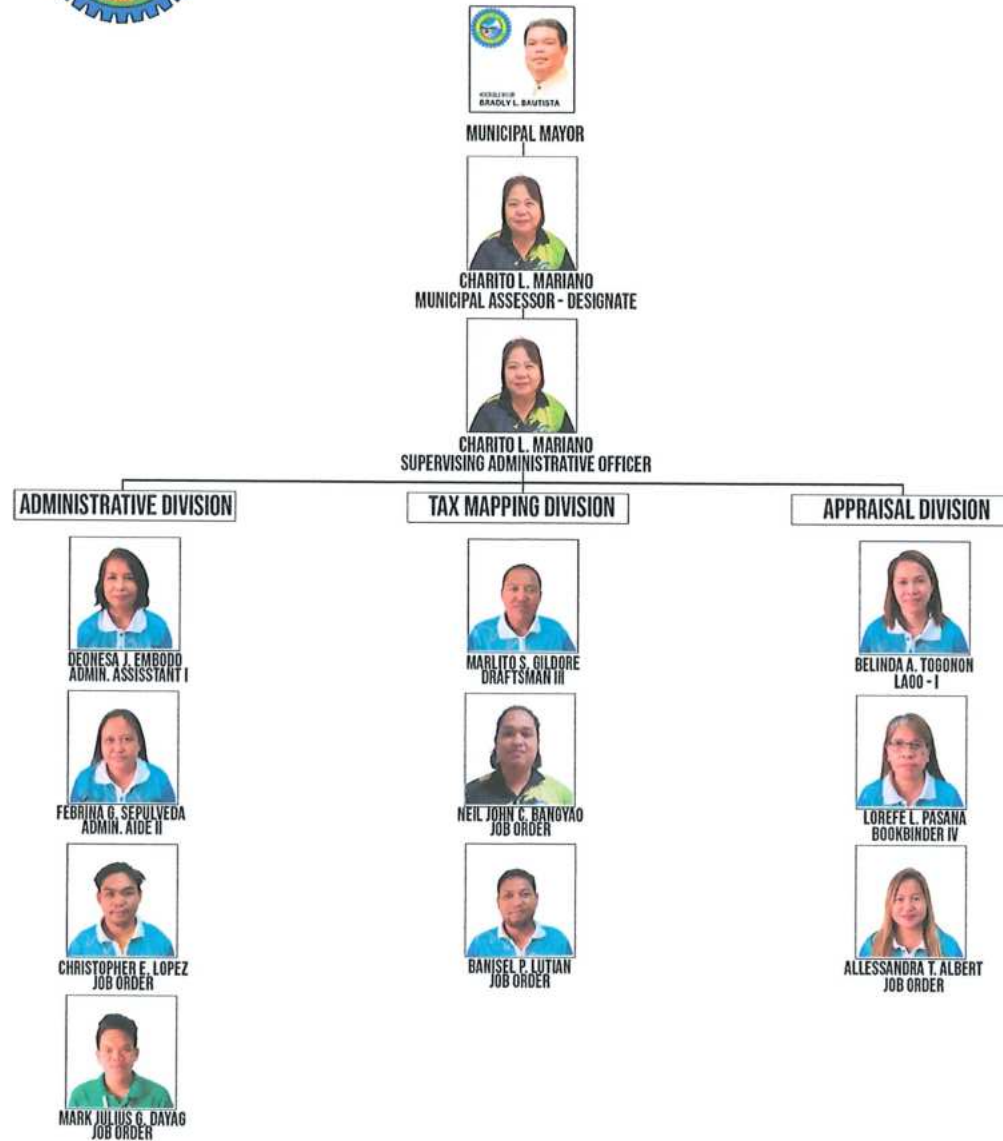 HONORABLE MAYOR
BRADLY L. BAUTISTA
MUNICIPAL MAYOR
CHARITO L. MARIANO
MUNICIPAL ASSESSOR - DESIGNATE
CHARITO L. MARIANO
SUPERVISING ADMINISTRATIVE OFFICER
ADMINISTRATIVE DIVISION
DEONESA J. EMBODO
ADMIN. ASSISSTANT I
FEBRINA G. SEPULVEDA
ADMIN. AIDE II
CHRISTOPHER E. LOPEZ
JOB ORDER
MARK JULIUS G. DAYAG
JOB ORDER
TAX MAPPING DIVISION
MARLITO S. GILDORE
DRAFTSMAN III
NEIL JOHN C. BANGYAO
JOB ORDER
BANISEL P. LUTIAN
JOB ORDER
APPRAISAL DIVISION
BELINDA A. TOGONON
LAOO - I
LOREFE L. PASANA
BOOKBINDER IV
ALLESSANDRA T. ALBERT
JOB ORDER